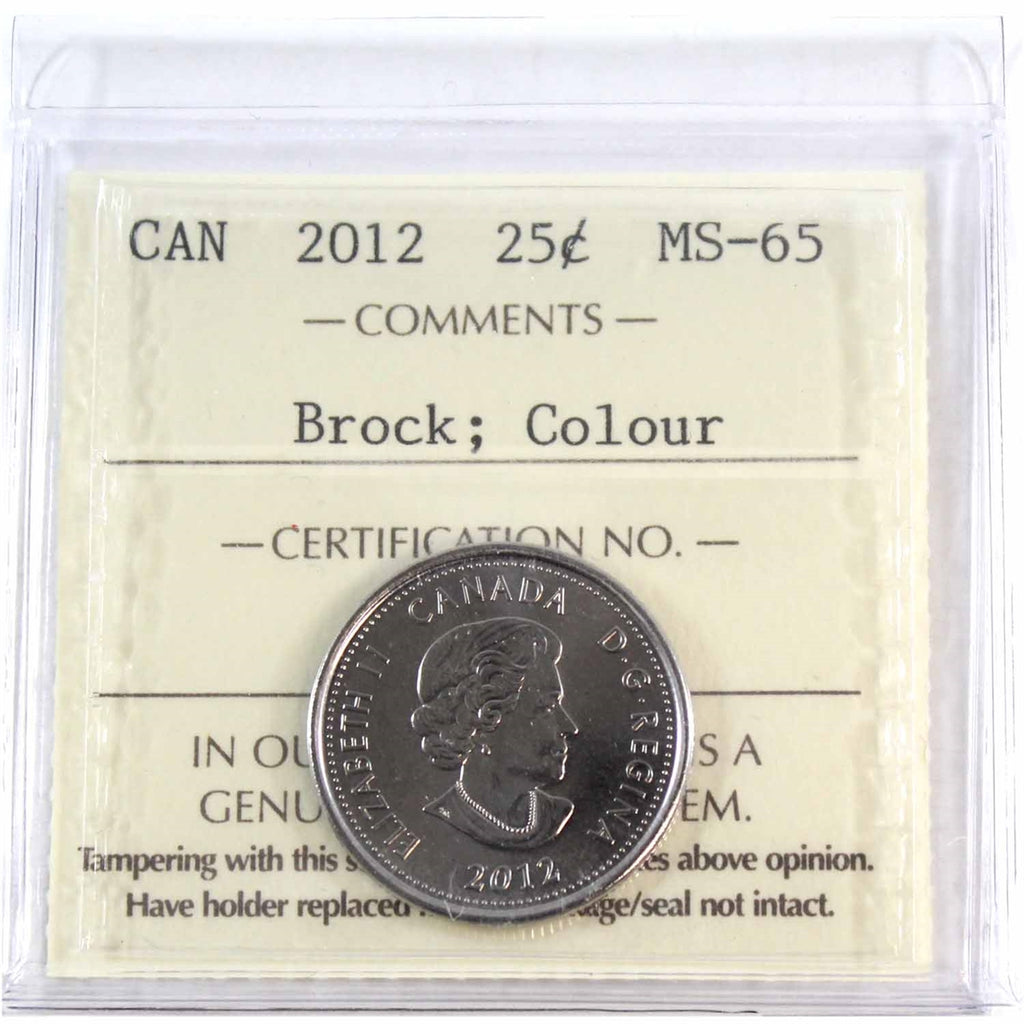 CAN 2012 25¢ MS-65
— COMMENTS —
Brock; Colour
— CERTIFICATION NO. —
CANADA
ELIZABETH II
D·G·REGINA
2012
IN OU S A
GENU EM.
Tampering with this s es above opinion.
Have holder replaced age/seal not intact.